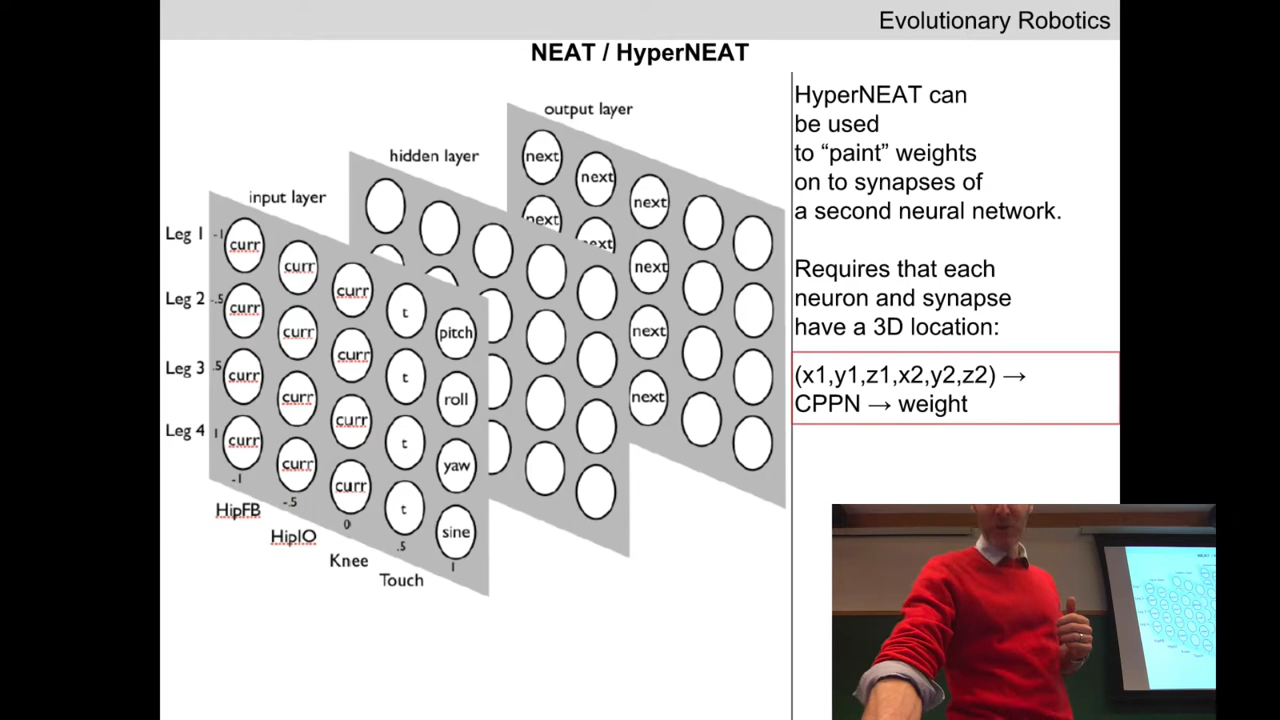 Evolutionary Robotics
NEAT / HyperNEAT
output layer
hidden layer
input layer
next
next
next
next
next
next
next
next
Leg 1
Leg 2
Leg 3
Leg 4
-1
-.5
.5
1
curr
curr
curr
t
pitch
curr
curr
curr
t
roll
curr
curr
curr
t
yaw
curr
curr
curr
t
sine
-1
-.5
0
.5
1
HipFB
HipIO
Knee
Touch
HyperNEAT can
be used
to “paint” weights
on to synapses of
a second neural network.
Requires that each
neuron and synapse
have a 3D location:
(x1,y1,z1,x2,y2,z2) →
CPPN → weight